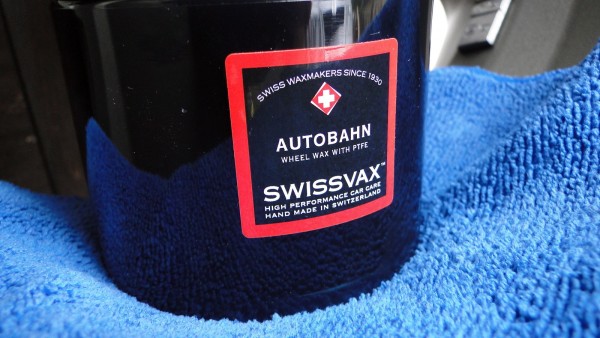 SWISS WAXMAKERS SINCE 1930
AUTOBAHN
WHEEL WAX WITH PTFE
SWISSVAX™
HIGH PERFORMANCE CAR CARE
HAND MADE IN SWITZERLAND